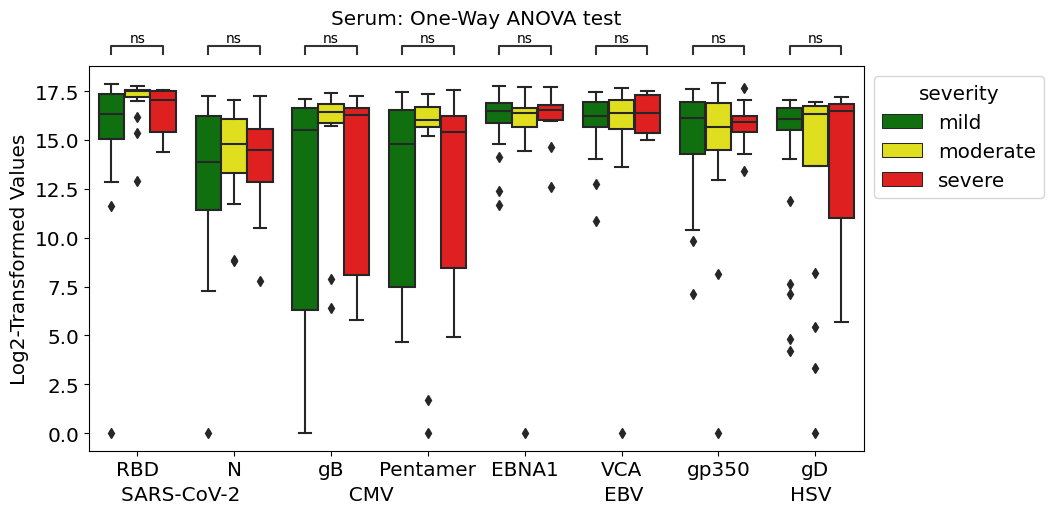 Serum: One-Way ANOVA test
ns ns ns ns ns ns ns ns
Log2-Transformed Values
17.5
15.0
12.5
10.0
7.5
5.0
2.5
0.0
RBD N gB Pentamer EBNA1 VCA gp350 gD
SARS-CoV-2 CMV EBV HSV
severity
mild
moderate
severe